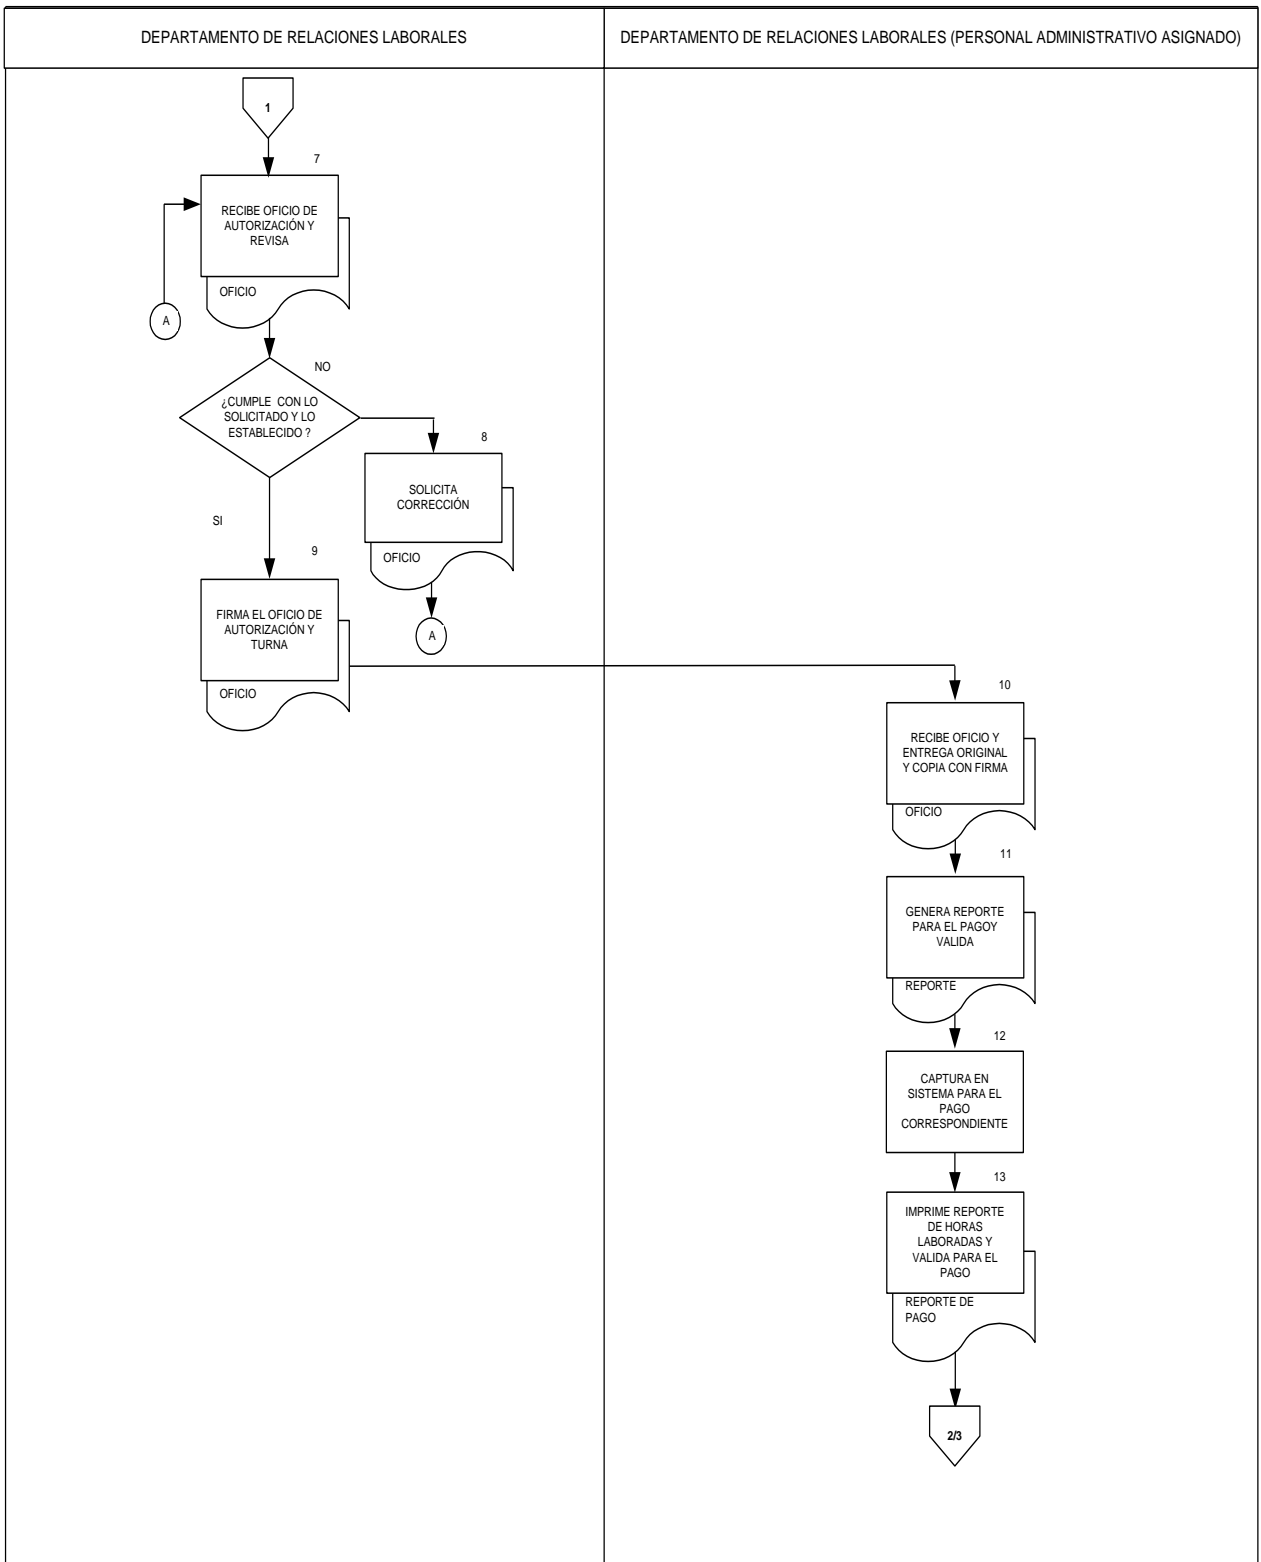 DEPARTAMENTO DE RELACIONES LABORALES
DEPARTAMENTO DE RELACIONES LABORALES (PERSONAL ADMINISTRATIVO ASIGNADO)
1
7
RECIBE OFICIO DE
AUTORIZACIÓN Y
REVISA
OFICIO
A
NO
¿CUMPLE CON LO
SOLICITADO Y LO
ESTABLECIDO ?
8
SOLICITA
CORRECCIÓN
OFICIO
A
SI
9
FIRMA EL OFICIO DE
AUTORIZACIÓN Y
TURNA
OFICIO
10
RECIBE OFICIO Y
ENTREGA ORIGINAL
Y COPIA CON FIRMA
OFICIO
11
GENERA REPORTE
PARA EL PAGOY
VALIDA
REPORTE
12
CAPTURA EN
SISTEMA PARA EL
PAGO
CORRESPONDIENTE
13
IMPRIME REPORTE
DE HORAS
LABORADAS Y
VALIDA PARA EL
PAGO
REPORTE DE
PAGO
2/3